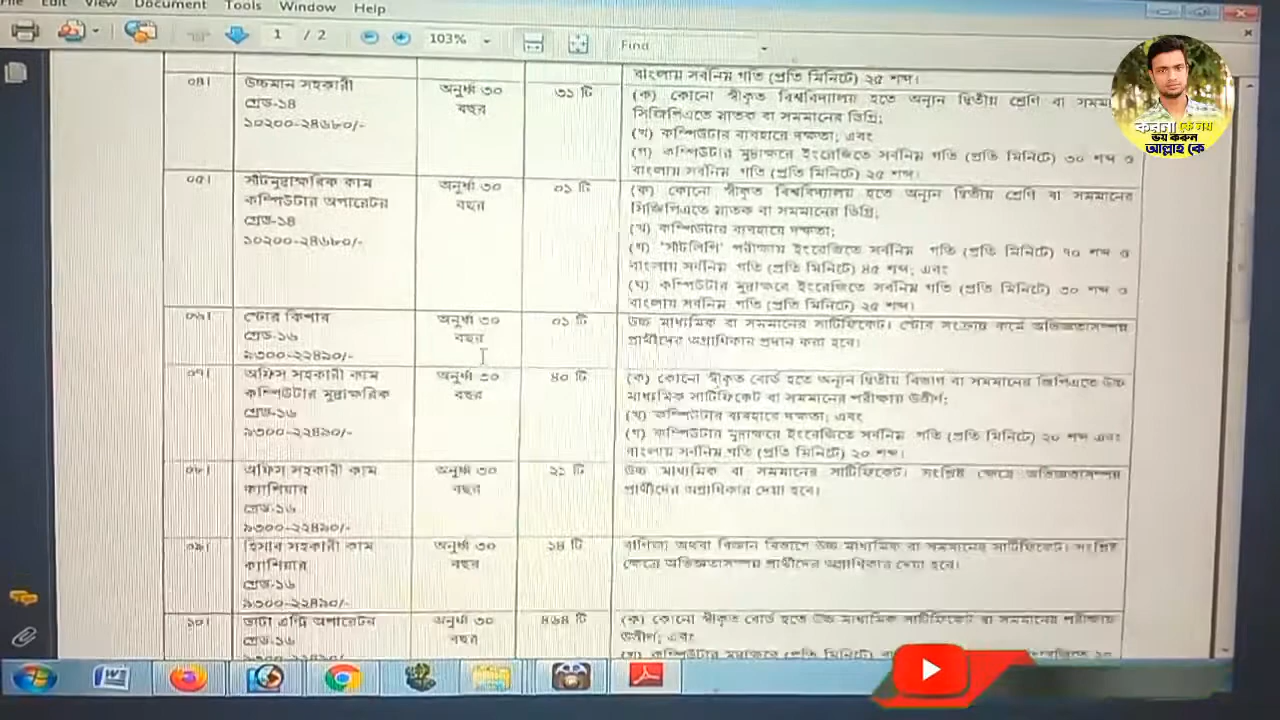 File Edit View Document Tools Window Help
1 / 2 103% Find
বাংলায় সর্বনিম্ন গতি (প্রতি মিনিটে) ২৫ শব্দ।
০৪। উচ্চমান সহকারী অনুর্ধ্ব ৩০ ৩১ টি (ক) কোনো স্বীকৃত বিশ্ববিদ্যালয় হতে অন্যূন দ্বিতীয় শ্রেণি বা সমমানের
গ্রেড-১৪ বছর সিজিপিএতে স্নাতক বা সমমানের ডিগ্রি;
১০২০০-২৪৬৮০/- (খ) কম্পিউটার ব্যবহারে দক্ষতা; এবং
(গ) কম্পিউটার মুদ্রাক্ষরে ইংরেজিতে সর্বনিম্ন গতি (প্রতি মিনিটে) ৩০ শব্দ ও
বাংলায় সর্বনিম্ন গতি (প্রতি মিনিটে) ২৫ শব্দ।
০৫। সাঁটমুদ্রাক্ষরিক কাম অনুর্ধ্ব ৩০ ০১ টি (ক) কোনো স্বীকৃত বিশ্ববিদ্যালয় হতে অন্যূন দ্বিতীয় শ্রেণি বা সমমানের
কম্পিউটার অপারেটর বছর সিজিপিএতে স্নাতক বা সমমানের ডিগ্রি;
গ্রেড-১৪ (খ) কম্পিউটার ব্যবহারে দক্ষতা;
১০২০০-২৪৬৮০/- (গ) 'সাঁটলিপি' পরীক্ষায় ইংরেজিতে সর্বনিম্ন গতি (প্রতি মিনিটে) ৭০ শব্দ ও
বাংলায় সর্বনিম্ন গতি (প্রতি মিনিটে) ৪৫ শব্দ; এবং
(ঘ) কম্পিউটার মুদ্রাক্ষরে ইংরেজিতে সর্বনিম্ন গতি (প্রতি মিনিটে) ৩০ শব্দ ও
বাংলায় সর্বনিম্ন গতি (প্রতি মিনিটে) ২৫ শব্দ।
০৬। স্টোর কিপার অনুর্ধ্ব ৩০ ০১ টি উচ্চ মাধ্যমিক বা সমমানের সার্টিফিকেট। স্টোর সংক্রান্ত কাজে অভিজ্ঞতাসম্পন্ন
গ্রেড-১৬ বছর প্রার্থীদের অগ্রাধিকার প্রদান করা হবে।
৯৩০০-২২৪৯০/-
০৭। অফিস সহকারী কাম অনুর্ধ্ব ৩০ ৪০ টি (ক) কোনো স্বীকৃত বোর্ড হতে অন্যূন দ্বিতীয় বিভাগ বা সমমানের জিপিএতে উচ্চ
কম্পিউটার মুদ্রাক্ষরিক বছর মাধ্যমিক সার্টিফিকেট বা সমমানের পরীক্ষায় উত্তীর্ণ;
গ্রেড-১৬ (খ) কম্পিউটার ব্যবহারে দক্ষতা; এবং
৯৩০০-২২৪৯০/- (গ) কম্পিউটার মুদ্রাক্ষরে ইংরেজিতে সর্বনিম্ন গতি (প্রতি মিনিটে) ২০ শব্দ এবং
বাংলায় সর্বনিম্ন গতি (প্রতি মিনিটে) ২০ শব্দ।
০৮। অফিস সহকারী কাম অনুর্ধ্ব ৩০ ২১ টি উচ্চ মাধ্যমিক বা সমমানের সার্টিফিকেট। সংশ্লিষ্ট ক্ষেত্রে অভিজ্ঞতাসম্পন্ন
ক্যাশিয়ার বছর প্রার্থীদের অগ্রাধিকার দেয়া হবে।
গ্রেড-১৬
৯৩০০-২২৪৯০/-
০৯। হিসাব সহকারী কাম অনুর্ধ্ব ৩০ ১৪ টি বাণিজ্য অথবা বিজ্ঞান বিভাগে উচ্চ মাধ্যমিক বা সমমানের সার্টিফিকেট। সংশ্লিষ্ট
ক্যাশিয়ার বছর ক্ষেত্রে অভিজ্ঞতাসম্পন্ন প্রার্থীদের অগ্রাধিকার দেয়া হবে।
গ্রেড-১৬
৯৩০০-২২৪৯০/-
১০। ডাটা এন্ট্রি অপারেটর অনুর্ধ্ব ৩০ ৪৬৪ টি (ক) কোনো স্বীকৃত বোর্ড হতে উচ্চ মাধ্যমিক সার্টিফিকেট বা সমমানের পরীক্ষায়
গ্রেড-১৬ বছর উত্তীর্ণ; এবং
করনা কে নয়
ভয় করুন
আল্লাহ কে